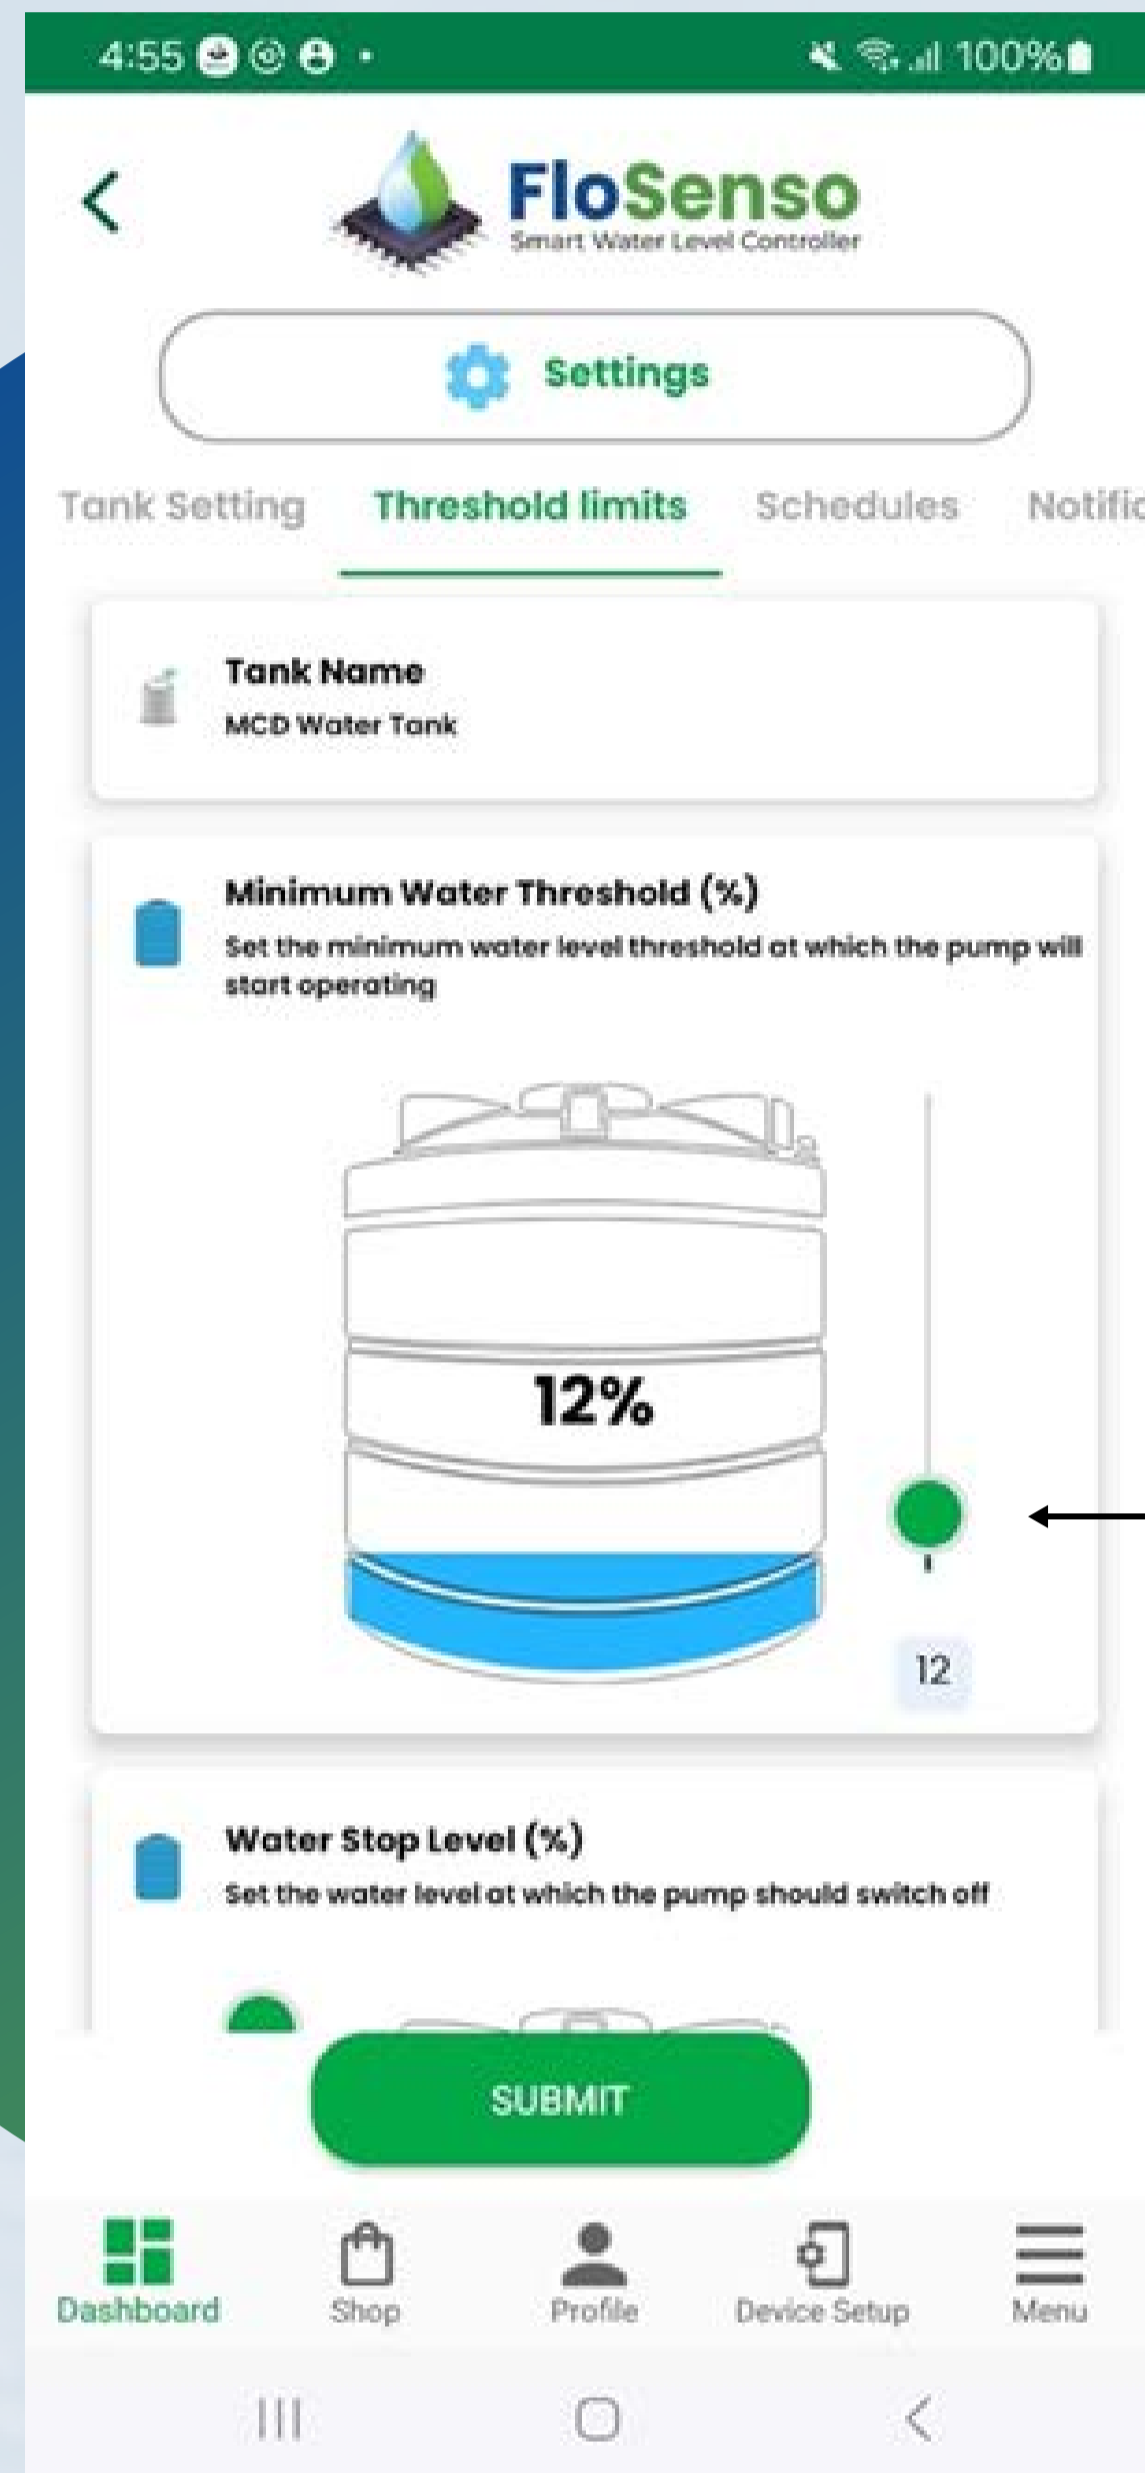 4:55
100%
FloSenso
Smart Water Level Controller
Settings
Tank Setting Threshold limits Schedules Notific
Tank Name
MCD Water Tank
Minimum Water Threshold (%)
Set the minimum water level threshold at which the pump will
start operating
12%
12
Water Stop Level (%)
Set the water level at which the pump should switch off
SUBMIT
Dashboard Shop Profile Device Setup Menu